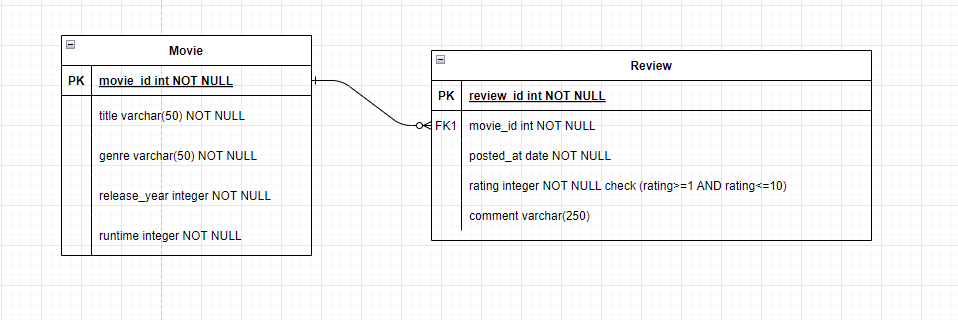 Movie
PK movie_id int NOT NULL
title varchar(50) NOT NULL
genre varchar(50) NOT NULL
release_year integer NOT NULL
runtime integer NOT NULL
Review
PK review_id int NOT NULL
FK1 movie_id int NOT NULL
posted_at date NOT NULL
rating integer NOT NULL check (rating>=1 AND rating<=10)
comment varchar(250)